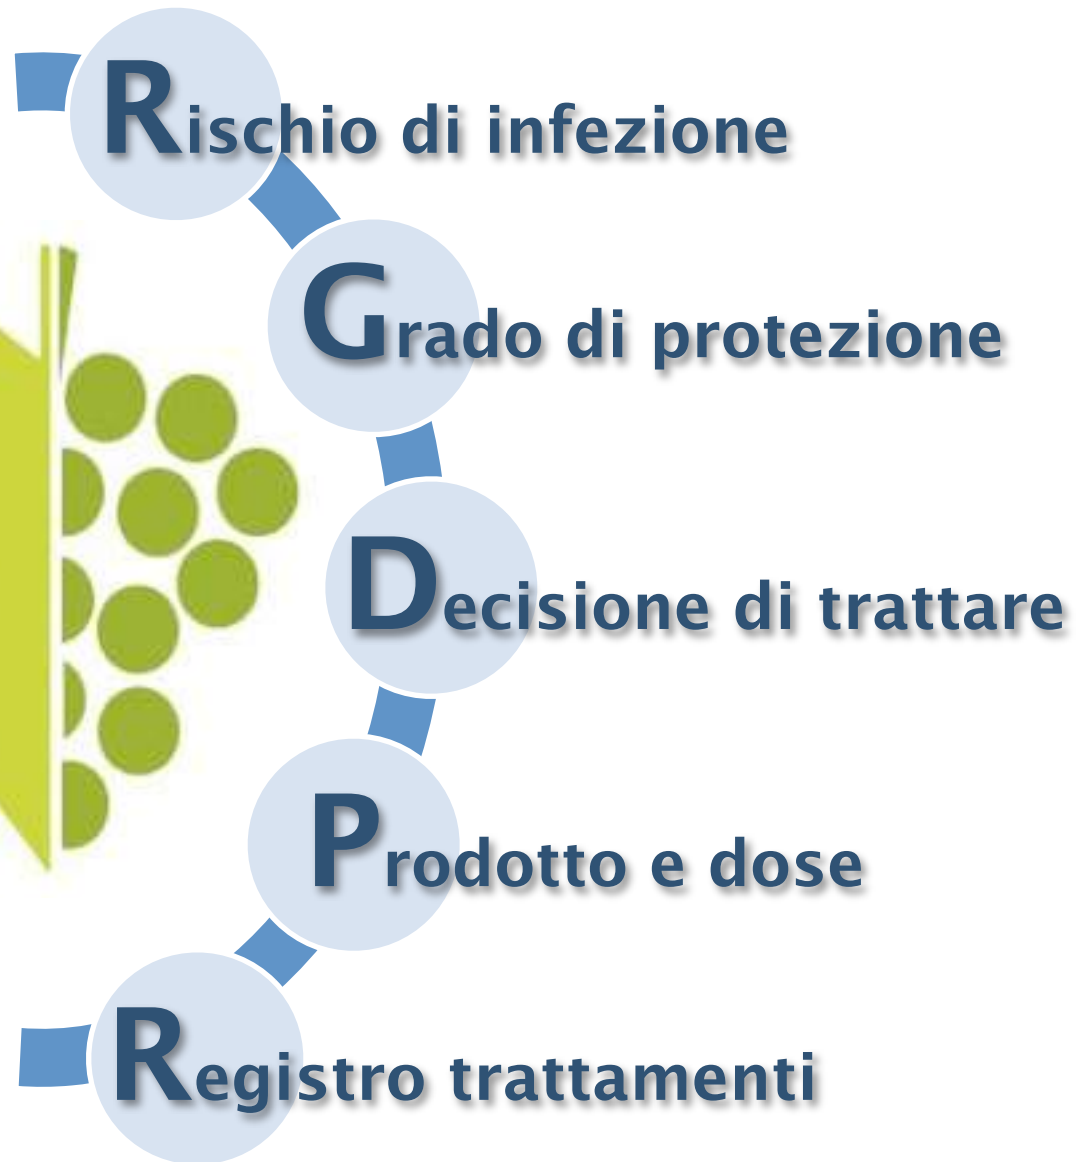 Rischio di infezione
Grado di protezione
Decisione di trattare
Prodotto e dose
Registro trattamenti